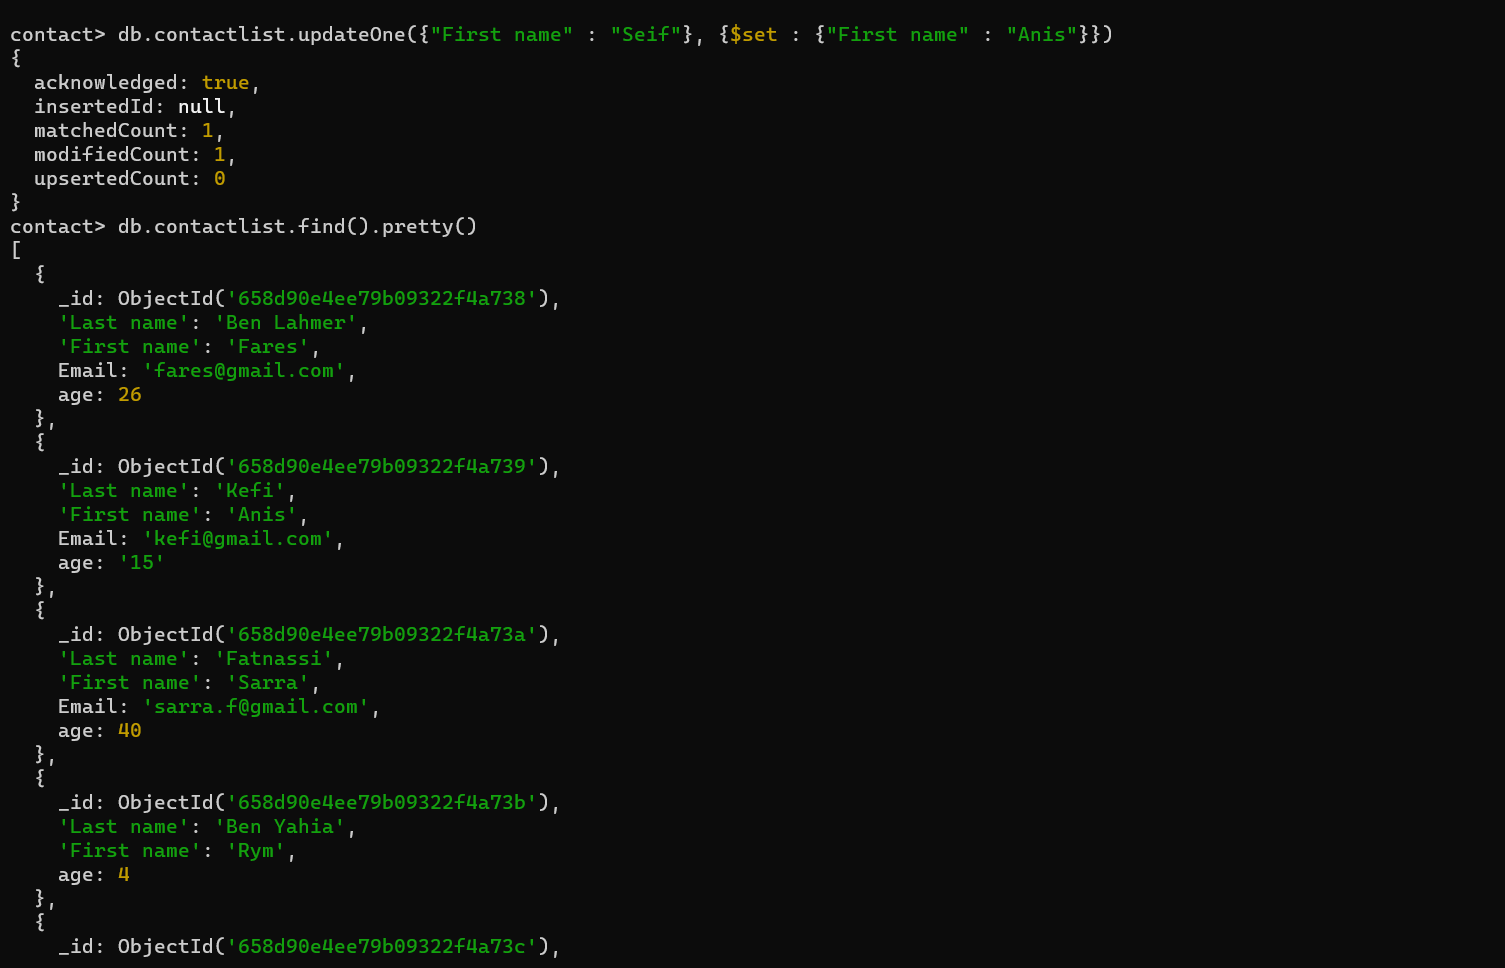 contact> db.contactlist.updateOne({"First name" : "Seif"}, {$set : {"First name" : "Anis"}})
{
  acknowledged: true,
  insertedId: null,
  matchedCount: 1,
  modifiedCount: 1,
  upsertedCount: 0
}
contact> db.contactlist.find().pretty()
[
  {
    _id: ObjectId('658d90e4ee79b09322f4a738'),
    'Last name': 'Ben Lahmer',
    'First name': 'Fares',
    Email: 'fares@gmail.com',
    age: 26
  },
  {
    _id: ObjectId('658d90e4ee79b09322f4a739'),
    'Last name': 'Kefi',
    'First name': 'Anis',
    Email: 'kefi@gmail.com',
    age: '15'
  },
  {
    _id: ObjectId('658d90e4ee79b09322f4a73a'),
    'Last name': 'Fatnassi',
    'First name': 'Sarra',
    Email: 'sarra.f@gmail.com',
    age: 40
  },
  {
    _id: ObjectId('658d90e4ee79b09322f4a73b'),
    'Last name': 'Ben Yahia',
    'First name': 'Rym',
    age: 4
  },
  {
    _id: ObjectId('658d90e4ee79b09322f4a73c'),